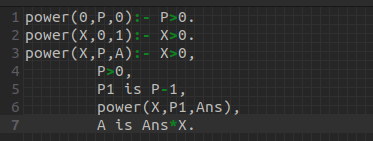 1 power(0,P,0):- P>0.
2 power(X,0,1):- X>0.
3 power(X,P,A):- X>0,
4 P>0,
5 P1 is P-1,
6 power(X,P1,Ans),
7 A is Ans*X.